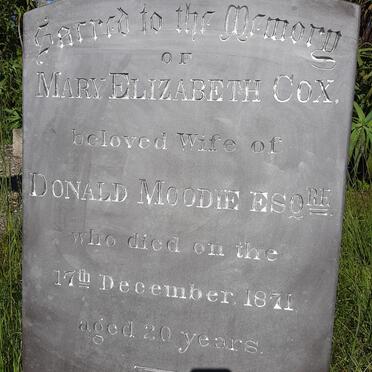 Sacred to the Memory
OF
MARY ELIZABETH COX.
beloved Wife of
DONALD MOODIE ESQRE
who died on the
17th December, 1871,
aged 20 years.